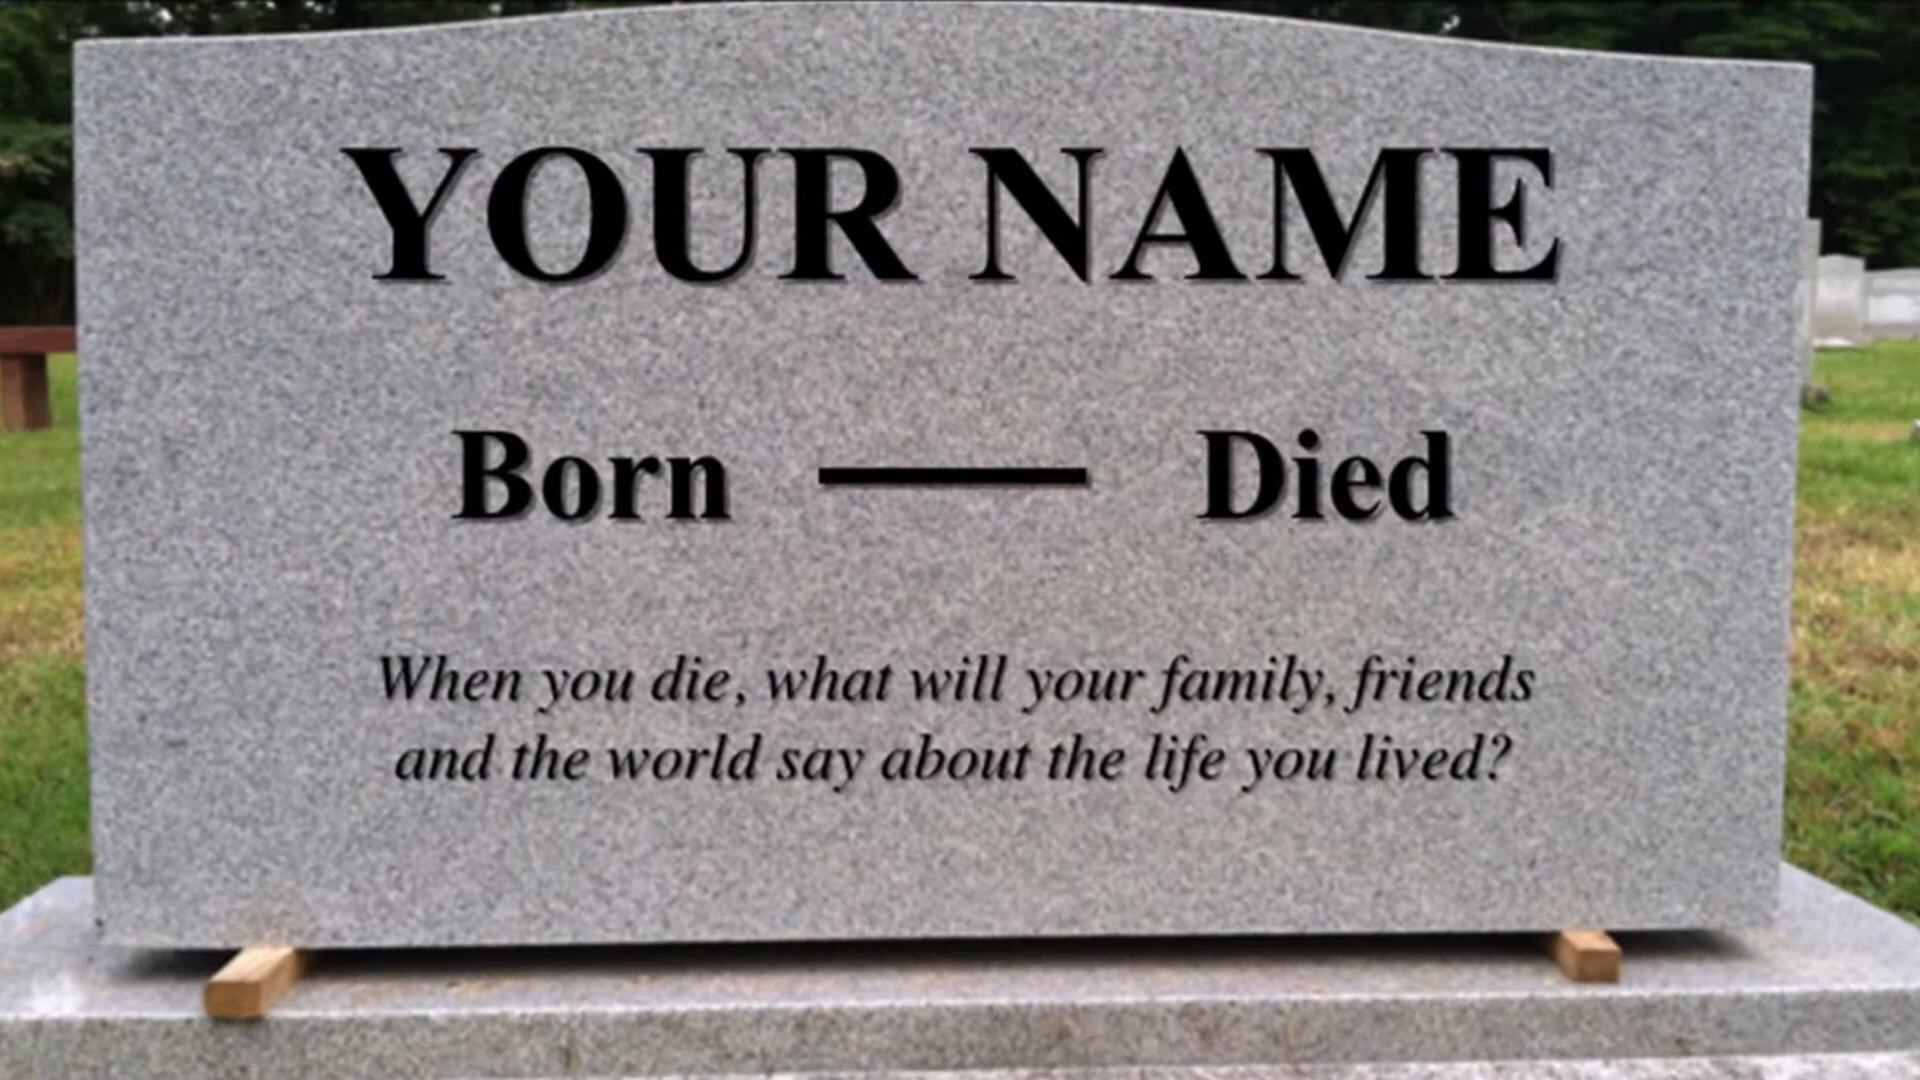 YOUR NAME
Born — Died
When you die, what will your family, friends
and the world say about the life you lived?